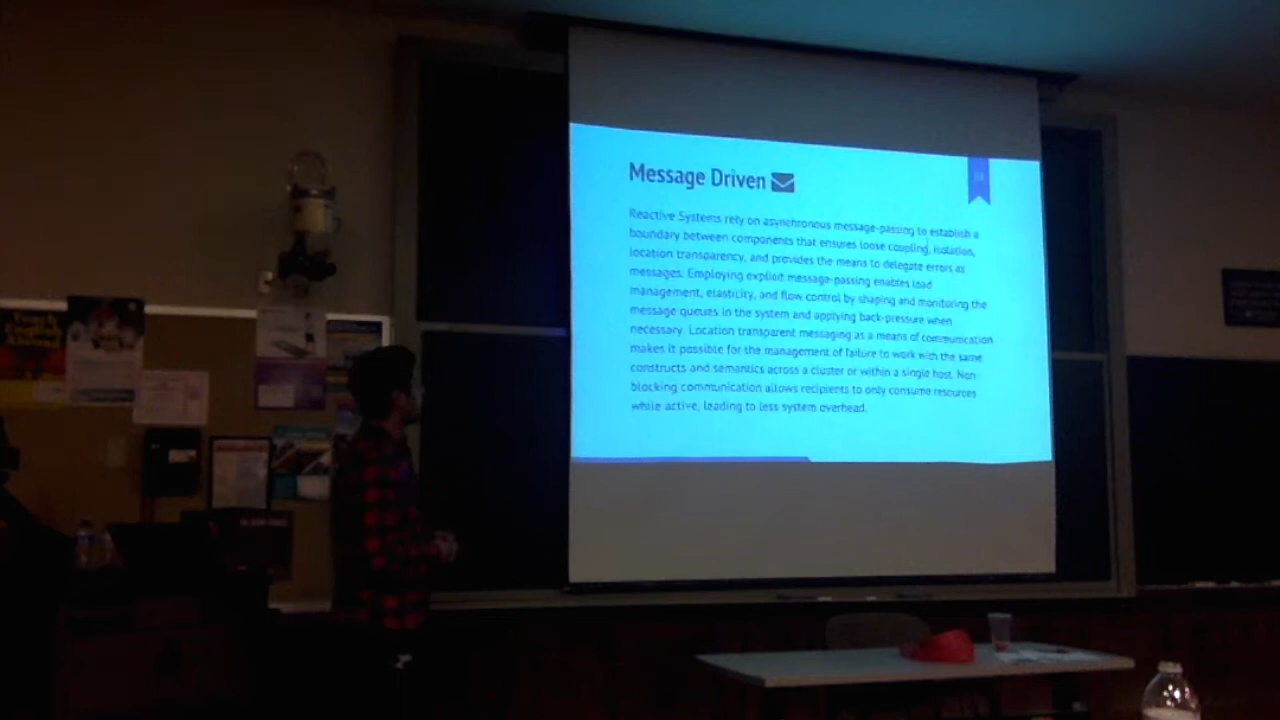 Message Driven
Reactive Systems rely on asynchronous message-passing to establish a
boundary between components that ensures loose coupling, isolation,
location transparency, and provides the means to delegate errors as
messages. Employing explicit message-passing enables load
management, elasticity, and flow control by shaping and monitoring the
message queues in the system and applying back-pressure when
necessary. Location transparent messaging as a means of communication
makes it possible for the management of failure to work with the same
constructs and semantics across a cluster or within a single host. Non-
blocking communication allows recipients to only consume resources
while active, leading to less system overhead.